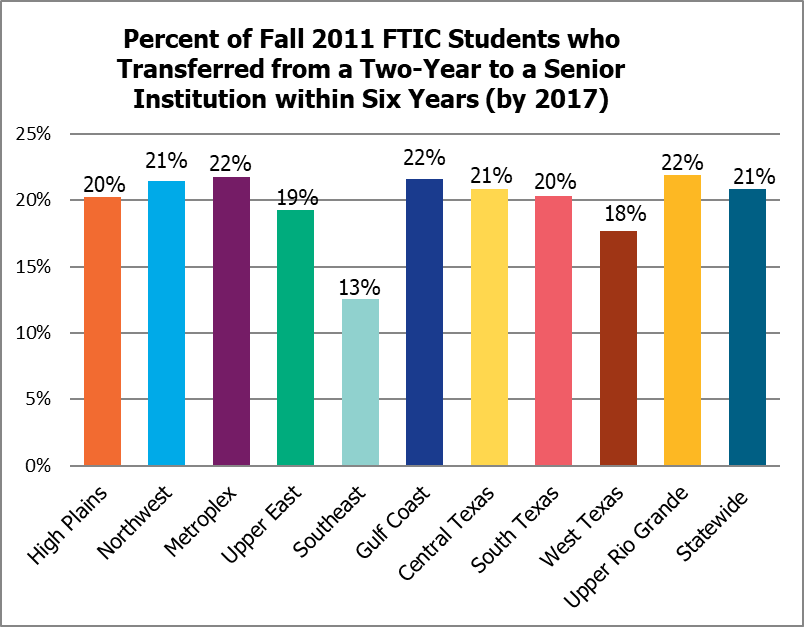 Percent of Fall 2011 FTIC Students who
Transferred from a Two-Year to a Senior
Institution within Six Years (by 2017)
25%
20%
15%
10%
5%
0%
20%
21%
22%
19%
13%
22%
21%
20%
18%
22%
21%
High Plains
Northwest
Metroplex
Upper East
Southeast
Gulf Coast
Central Texas
South Texas
West Texas
Upper Rio Grande
Statewide